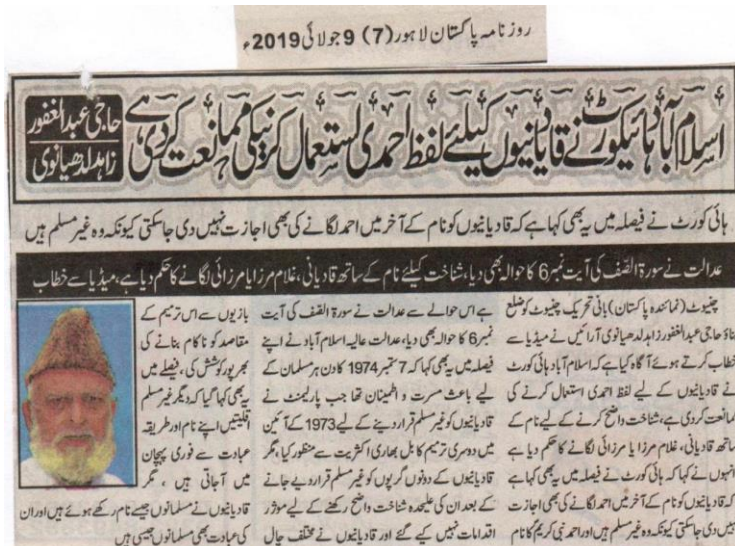 روزنامہ پاکستان لاہور (7) 9 جولائی 2019ء
اسلام آباد ہائیکورٹ نے قادیانیوں کیلئے لفظ احمدی استعمال کرنیکی ممانعت کر دی ہے
حاجی عبدالغفور
زاہد لدھیانوی
ہائی کورٹ نے فیصلہ میں یہ بھی کہا ہے کہ قادیانیوں کو نام کے آخر میں احمد لگانے کی بھی اجازت نہیں دی جاسکتی کیونکہ وہ غیر مسلم ہیں
عدالت نے سورۃ الصّف کی آیت نمبر 6 کا حوالہ بھی دیا، شناخت کیلئے نام کے ساتھ قادیانی، غلام مرزا یا مرزائی لگانے کا حکم دیا ہے، میڈیا سے خطاب
چنیوٹ (نمائندہ پاکستان) بانی تحریک چنیوٹ کو ضلع
بناؤ حاجی عبدالغفور زاہد لدھیانوی آرائیں نے میڈیا سے
خطاب کرتے ہوئے آگاہ کیا ہے کہ اسلام آباد ہائی کورٹ
نے قادیانیوں کے لیے لفظ احمدی استعمال کرنے کی
ممانعت کر دی ہے، شناخت واضح کرنے کے لیے نام کے
ساتھ قادیانی، غلام مرزا یا مرزائی لگانے کا حکم دیا ہے
انہوں نے کہا کہ ہائی کورٹ نے فیصلہ میں یہ بھی کہا ہے
کہ قادیانیوں کو نام کے آخر میں احمد لگانے کی بھی اجازت
نہیں دی جاسکتی کیونکہ وہ غیر مسلم ہیں اور احمد نبی کریم کا نام
ہے اس حوالے سے عدالت نے سورۃ الصّف کی آیت
نمبر 6 کا حوالہ بھی دیا، عدالت عالیہ اسلام آباد نے اپنے
فیصلہ میں یہ بھی کہا کہ 7 ستمبر 1974 کا دن ہر مسلمان کے
لیے باعث مسرت و اطمینان تھا جب پارلیمنٹ نے
قادیانیوں کو غیر مسلم قرار دینے کے لیے 1973 کے آئین
میں دوسری ترمیم کا بل بھاری اکثریت سے منظور کیا، مگر
قادیانیوں کے دونوں گروپوں کو غیر مسلم قرار دیے جانے
کے بعد ان کی علیحدہ شناخت واضح رکھنے کے لیے موثر
اقدامات نہیں کیے گئے اور قادیانیوں نے مختلف چال
بازیوں سے اس ترمیم کے
مقاصد کو ناکام بنانے کی
بھرپور کوشش کی، فیصلے میں
یہ بھی کہا گیا کہ دیگر غیر مسلم
اقلیتیں اپنے نام اور طریقہ
عبادت سے فوری پہچان
میں آجاتی ہیں، مگر
قادیانیوں نے مسلمانوں جیسے نام رکھے ہوئے ہیں اور ان
کی عبادت بھی مسلمانوں جیسی ہیں